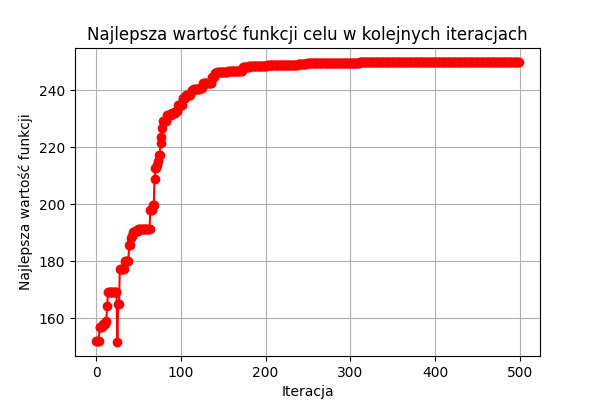 Najlepsza wartość funkcji celu w kolejnych iteracjach
Najlepsza wartość funkcji
240
220
200
180
160
0 100 200 300 400 500
Iteracja